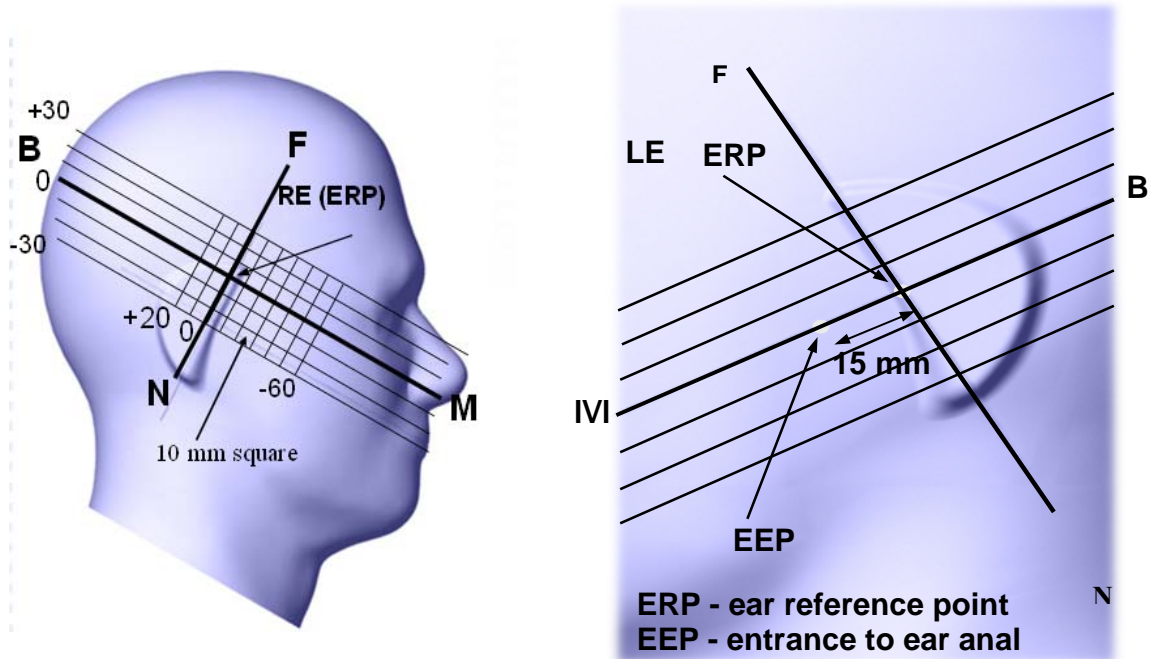 +30
B
F
0
RE (ERP)
-30
+20
0
N
-60
M
10 mm square
F
LE
ERP
B
15 mm
IVI
EEP
N
ERP - ear reference point
EEP - entrance to ear anal